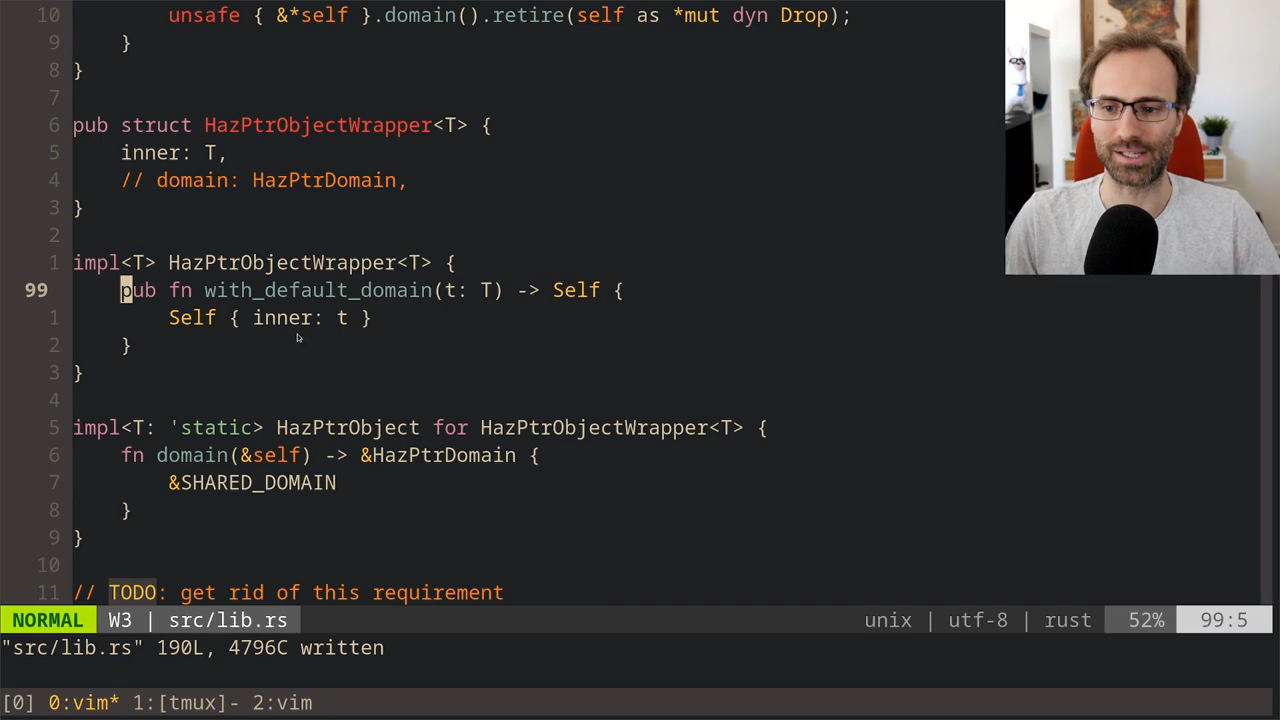 10 unsafe { &*self }.domain().retire(self as *mut dyn Drop);
9 }
8 }
7
6 pub struct HazPtrObjectWrapper<T> {
5 inner: T,
4 // domain: HazPtrDomain,
3 }
2
1 impl<T> HazPtrObjectWrapper<T> {
99 pub fn with_default_domain(t: T) -> Self {
1 Self { inner: t }
2 }
3 }
4
5 impl<T: 'static> HazPtrObject for HazPtrObjectWrapper<T> {
6 fn domain(&self) -> &HazPtrDomain {
7 &SHARED_DOMAIN
8 }
9 }
10
11 // TODO: get rid of this requirement
NORMAL W3 | src/lib.rs unix | utf-8 | rust 52% 99:5
"src/lib.rs" 190L, 4796C written
[0] 0:vim* 1:[tmux]- 2:vim